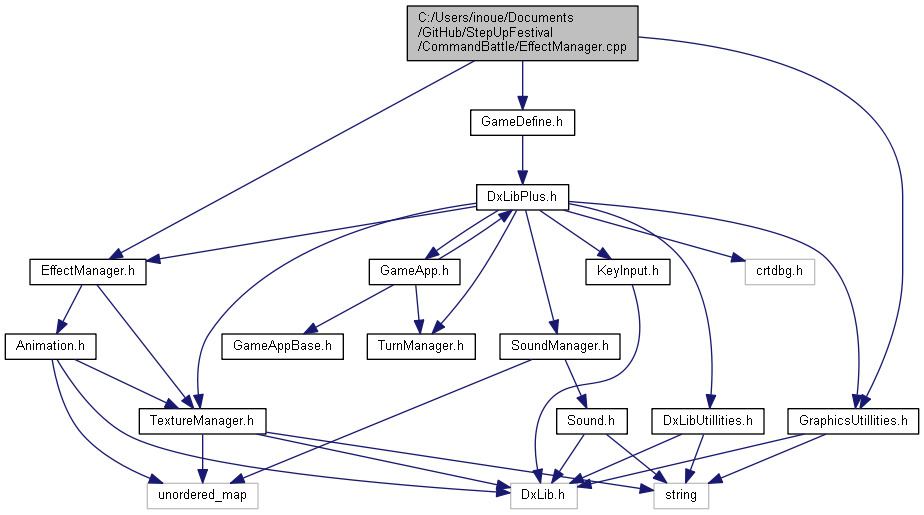 C:/Users/inoue/Documents
/GitHub/StepUpFestival
/CommandBattle/EffectManager.cpp
GameDefine.h
DxLibPlus.h
EffectManager.h
GameApp.h
KeyInput.h
crtdbg.h
Animation.h
GameAppBase.h
TurnManager.h
SoundManager.h
TextureManager.h
Sound.h
DxLibUtillities.h
GraphicsUtillities.h
unordered_map
DxLib.h
string